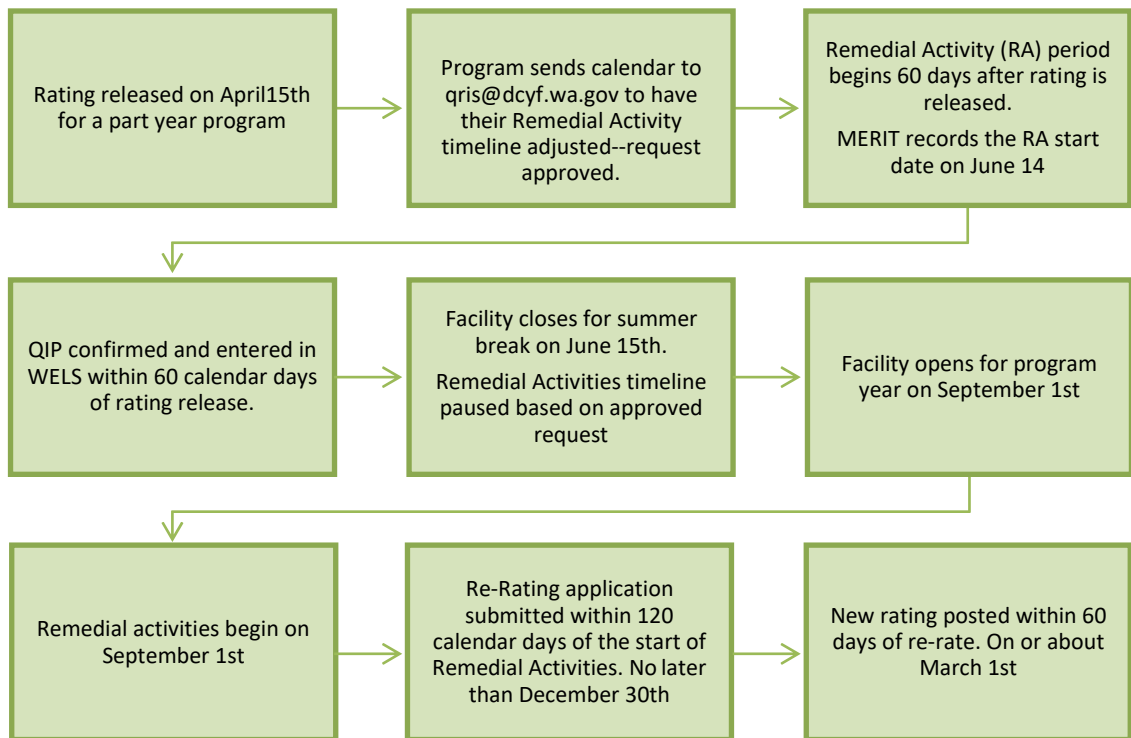 Rating released on April15th
for a part year program
Program sends calendar to
qris@dcyf.wa.gov to have
their Remedial Activity
timeline adjusted--request
approved.
Remedial Activity (RA) period
begins 60 days after rating is
released.
MERIT records the RA start
date on June 14
QIP confirmed and entered in
WELS within 60 calendar days
of rating release.
Facility closes for summer
break on June 15th.
Remedial Activities timeline
paused based on approved
request
Facility opens for program
year on September 1st
Remedial activities begin on
September 1st
Re-Rating application
submitted within 120
calendar days of the start of
Remedial Activities. No later
than December 30th
New rating posted within 60
days of re-rate. On or about
March 1st